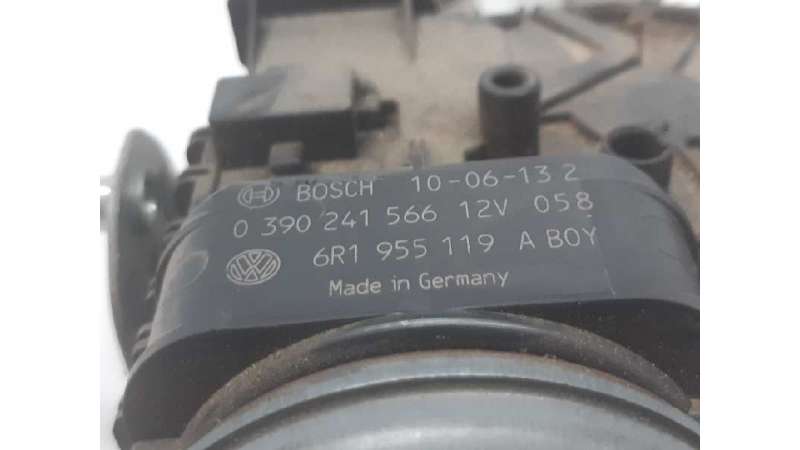 BOSCH 10-06-13 2
0 390 241 566 12V 058
6R1 955 119 A BOY
Made in Germany